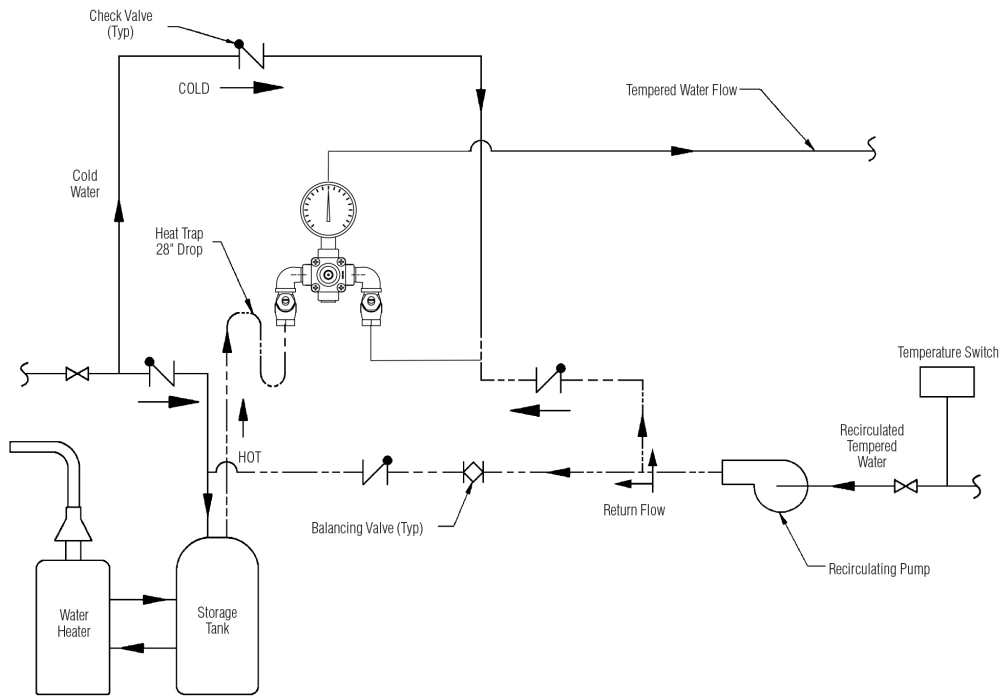 Check Valve
(Typ)
COLD
Tempered Water Flow
Cold
Water
Heat Trap
28" Drop
Temperature Switch
Recirculated
Tempered
Water
HOT
Return Flow
Balancing Valve (Typ)
Recirculating Pump
Water
Heater
Storage
Tank